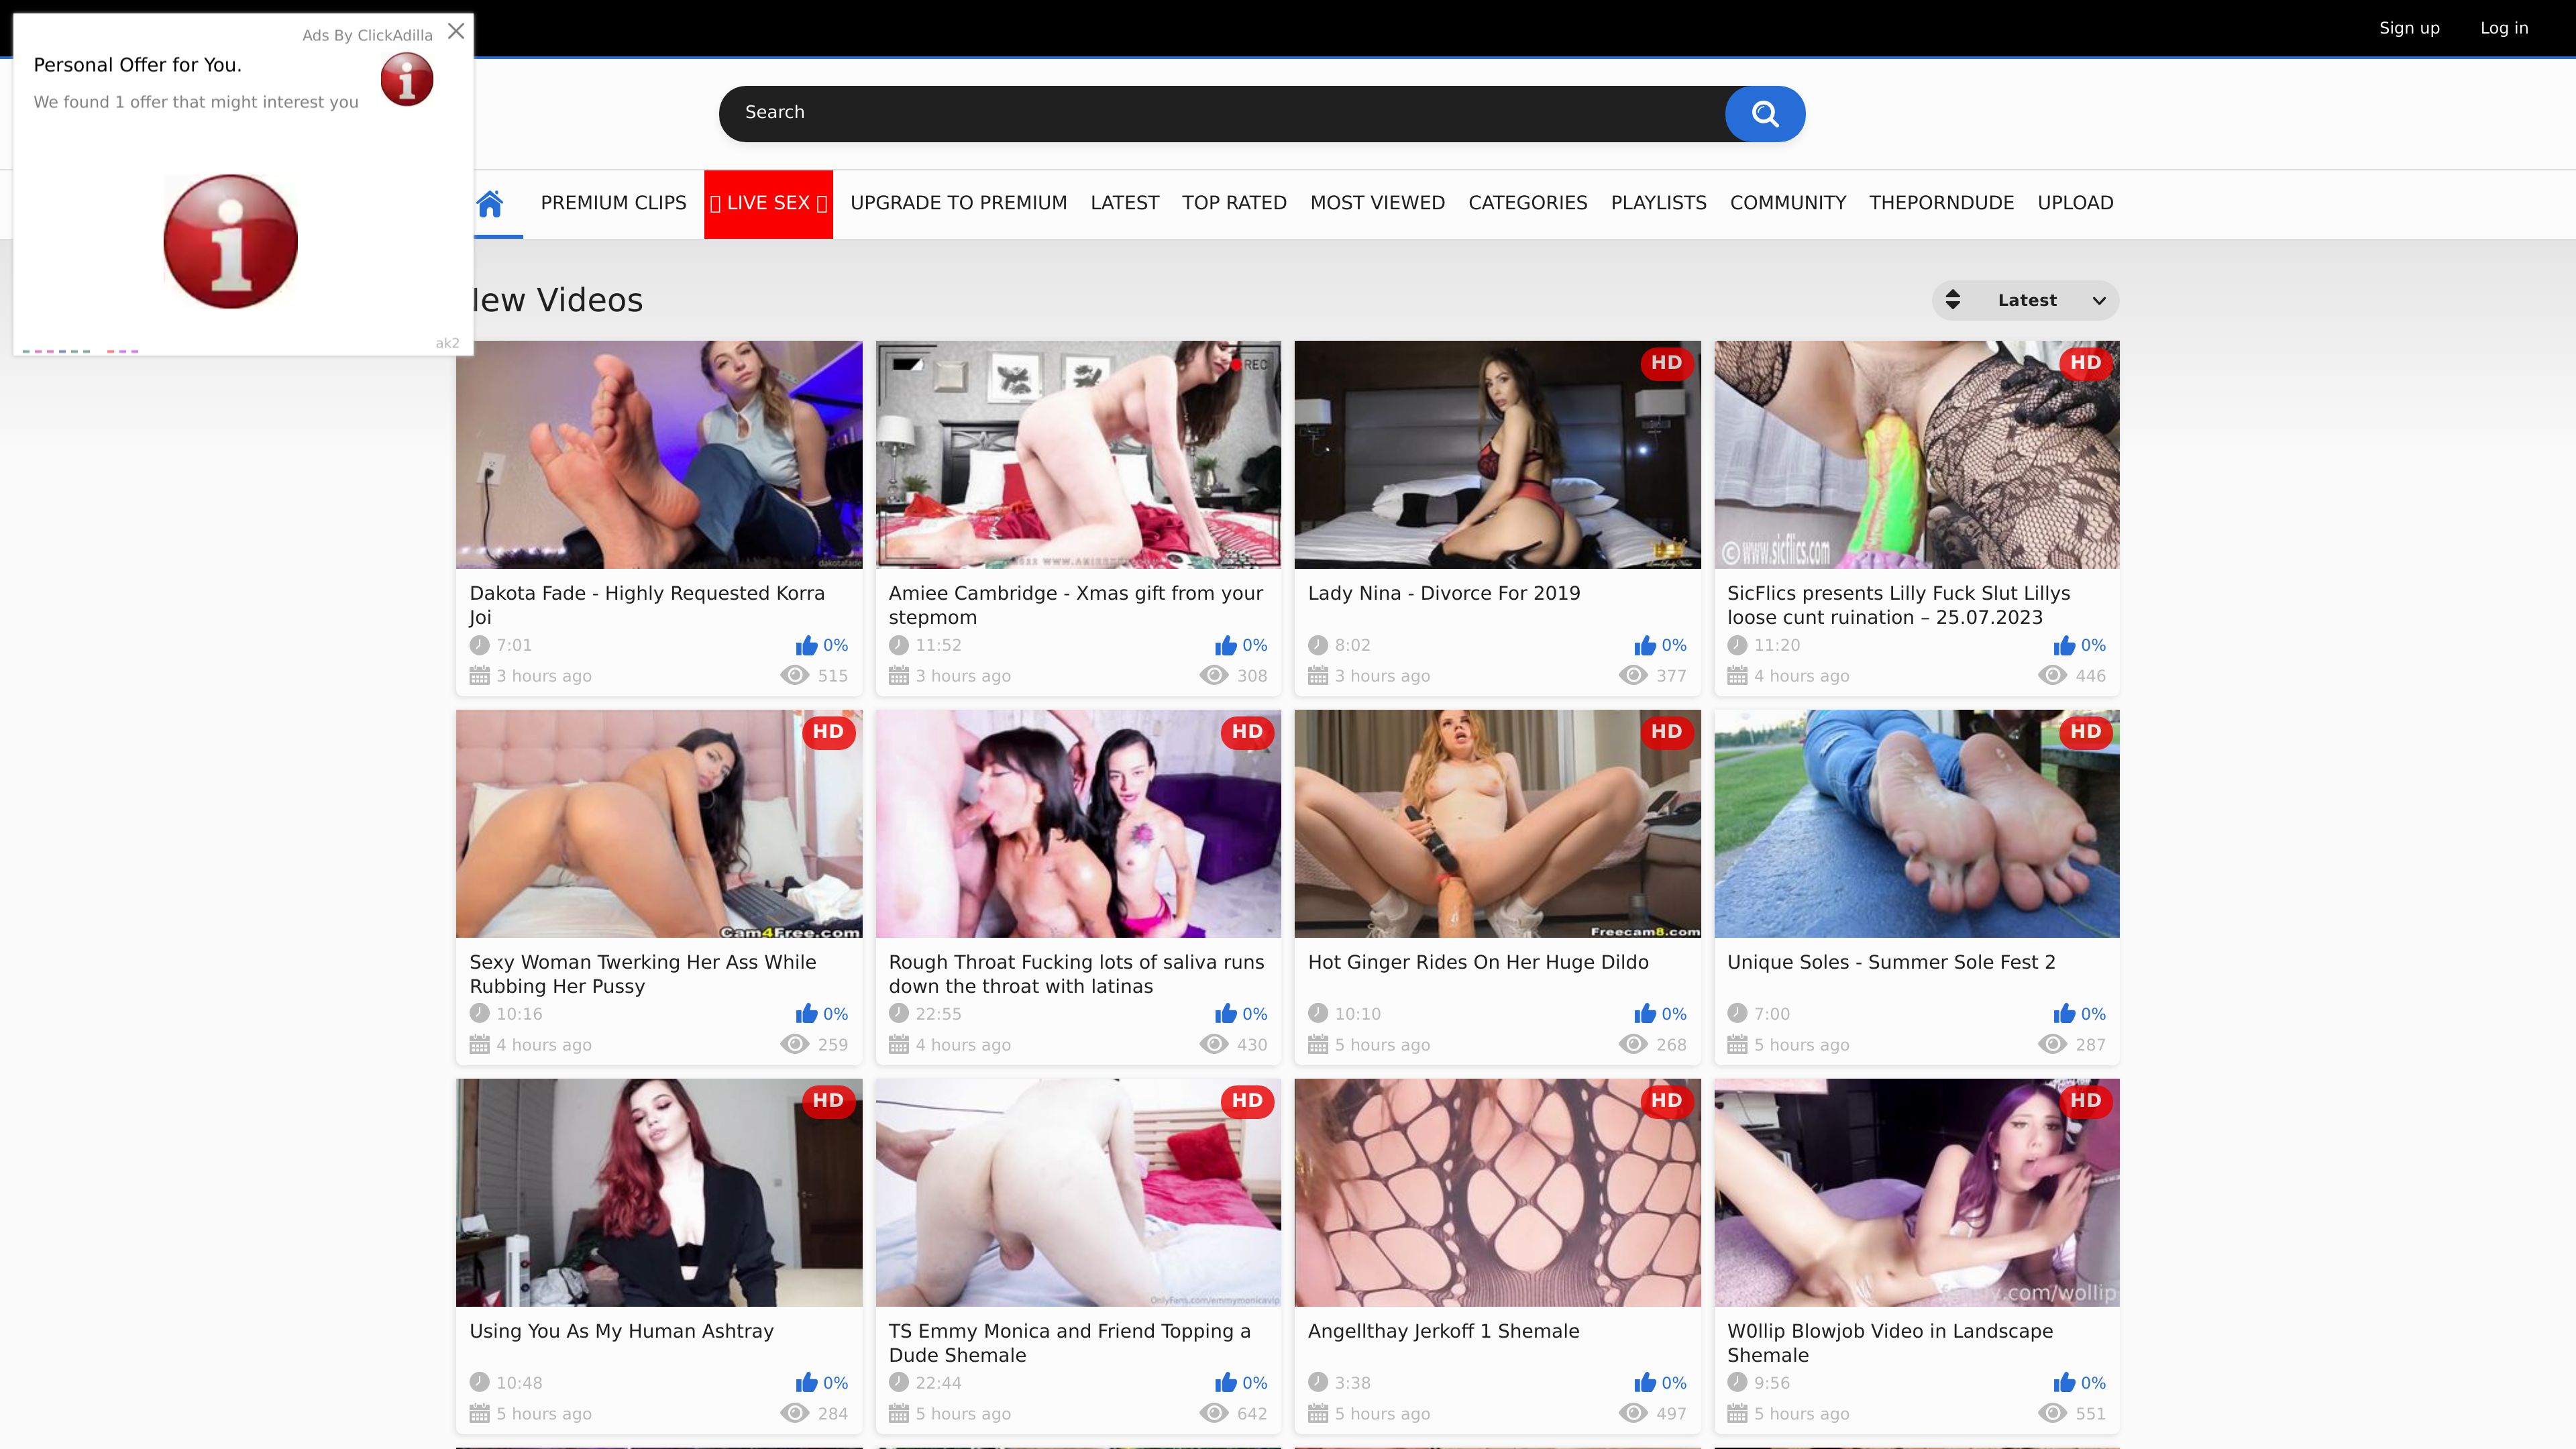 Sign up
Log in
Ads By ClickAdilla
Personal Offer for You.
We found 1 offer that might interest you
ak2
Search
PREMIUM CLIPS
LIVE SEX
UPGRADE TO PREMIUM
LATEST
TOP RATED
MOST VIEWED
CATEGORIES
PLAYLISTS
COMMUNITY
THEPORNDUDE
UPLOAD
New Videos
Latest
dakotafade
Dakota Fade - Highly Requested Korra
Joi
7:01
0%
3 hours ago
515
REC
Amiee Cambridge - Xmas gift from your
stepmom
11:52
0%
3 hours ago
308
HD
Lady Nina - Divorce For 2019
8:02
0%
3 hours ago
377
HD
© www.sicflics.com
SicFlics presents Lilly Fuck Slut Lillys
loose cunt ruination – 25.07.2023
11:20
0%
4 hours ago
446
HD
Cam4Free.com
Sexy Woman Twerking Her Ass While
Rubbing Her Pussy
10:16
0%
4 hours ago
259
HD
Rough Throat Fucking lots of saliva runs
down the throat with latinas
22:55
0%
4 hours ago
430
HD
Freecam8.com
Hot Ginger Rides On Her Huge Dildo
10:10
0%
5 hours ago
268
HD
Unique Soles - Summer Sole Fest 2
7:00
0%
5 hours ago
287
HD
Using You As My Human Ashtray
10:48
0%
5 hours ago
284
HD
OnlyFans.com/emmymonicavip
TS Emmy Monica and Friend Topping a
Dude Shemale
22:44
0%
5 hours ago
642
HD
Angellthay Jerkoff 1 Shemale
3:38
0%
5 hours ago
497
HD
.com/wollip
W0llip Blowjob Video in Landscape
Shemale
9:56
0%
5 hours ago
551